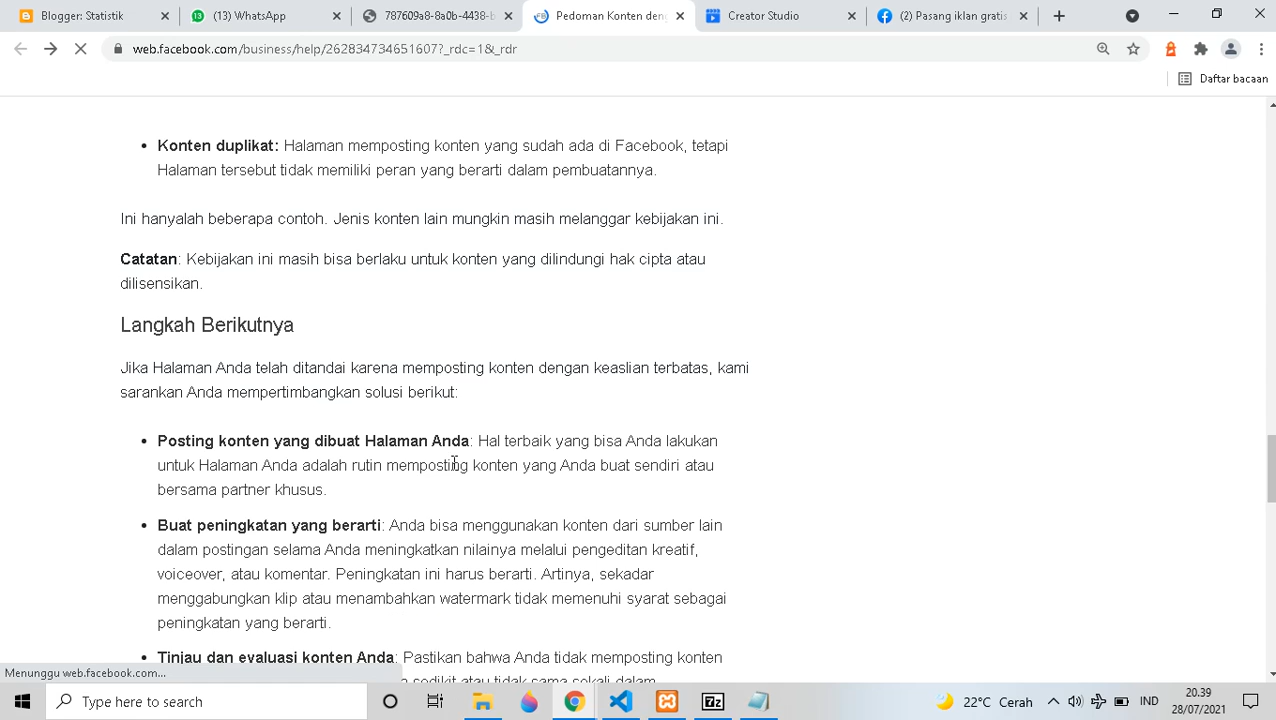 Blogger: Statistik
(13) WhatsApp
787609a8-8a0b-4438-b
Pedoman Konten deng
Creator Studio
(2) Pasang iklan gratis
web.facebook.com/business/help/2628347346516077_rdc=1&_rdr
Daftar bacaan
• Konten duplikat: Halaman memposting konten yang sudah ada di Facebook, tetapi
Halaman tersebut tidak memiliki peran yang berarti dalam pembuatannya.
Ini hanyalah beberapa contoh. Jenis konten lain mungkin masih melanggar kebijakan ini.
Catatan: Kebijakan ini masih bisa berlaku untuk konten yang dilindungi hak cipta atau
dilisensikan.
Langkah Berikutnya
Jika Halaman Anda telah ditandai karena memposting konten dengan keaslian terbatas, kami
sarankan Anda mempertimbangkan solusi berikut:
• Posting konten yang dibuat Halaman Anda: Hal terbaik yang bisa Anda lakukan
untuk Halaman Anda adalah rutin memposting konten yang Anda buat sendiri atau
bersama partner khusus.
• Buat peningkatan yang berarti: Anda bisa menggunakan konten dari sumber lain
dalam postingan selama Anda meningkatkan nilainya melalui pengeditan kreatif,
voiceover, atau komentar. Peningkatan ini harus berarti. Artinya, sekadar
menggabungkan klip atau menambahkan watermark tidak memenuhi syarat sebagai
peningkatan yang berarti.
• Tinjau dan evaluasi konten Anda: Pastikan bahwa Anda tidak memposting konten
sedikit atau tidak sama sekali dalam
Menunggu web.facebook.com...
Type here to search
22°C Cerah
IND
20.39
28/07/2021